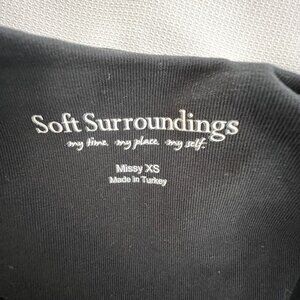 Soft Surroundings
my time. my place. my self.
Missy XS
Made in Turkey